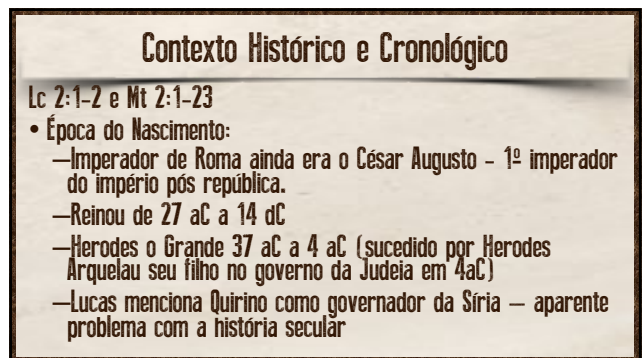 Contexto Histórico e Cronológico
Lc 2:1-2 e Mt 2:1-23
• Época do Nascimento:
–Imperador de Roma ainda era o César Augusto - 1º imperador
do império pós república.
–Reinou de 27 aC a 14 dC
–Herodes o Grande 37 aC a 4 aC (sucedido por Herodes
Arquelau seu filho no governo da Judeia em 4aC)
–Lucas menciona Quirino como governador da Síria – aparente
problema com a história secular